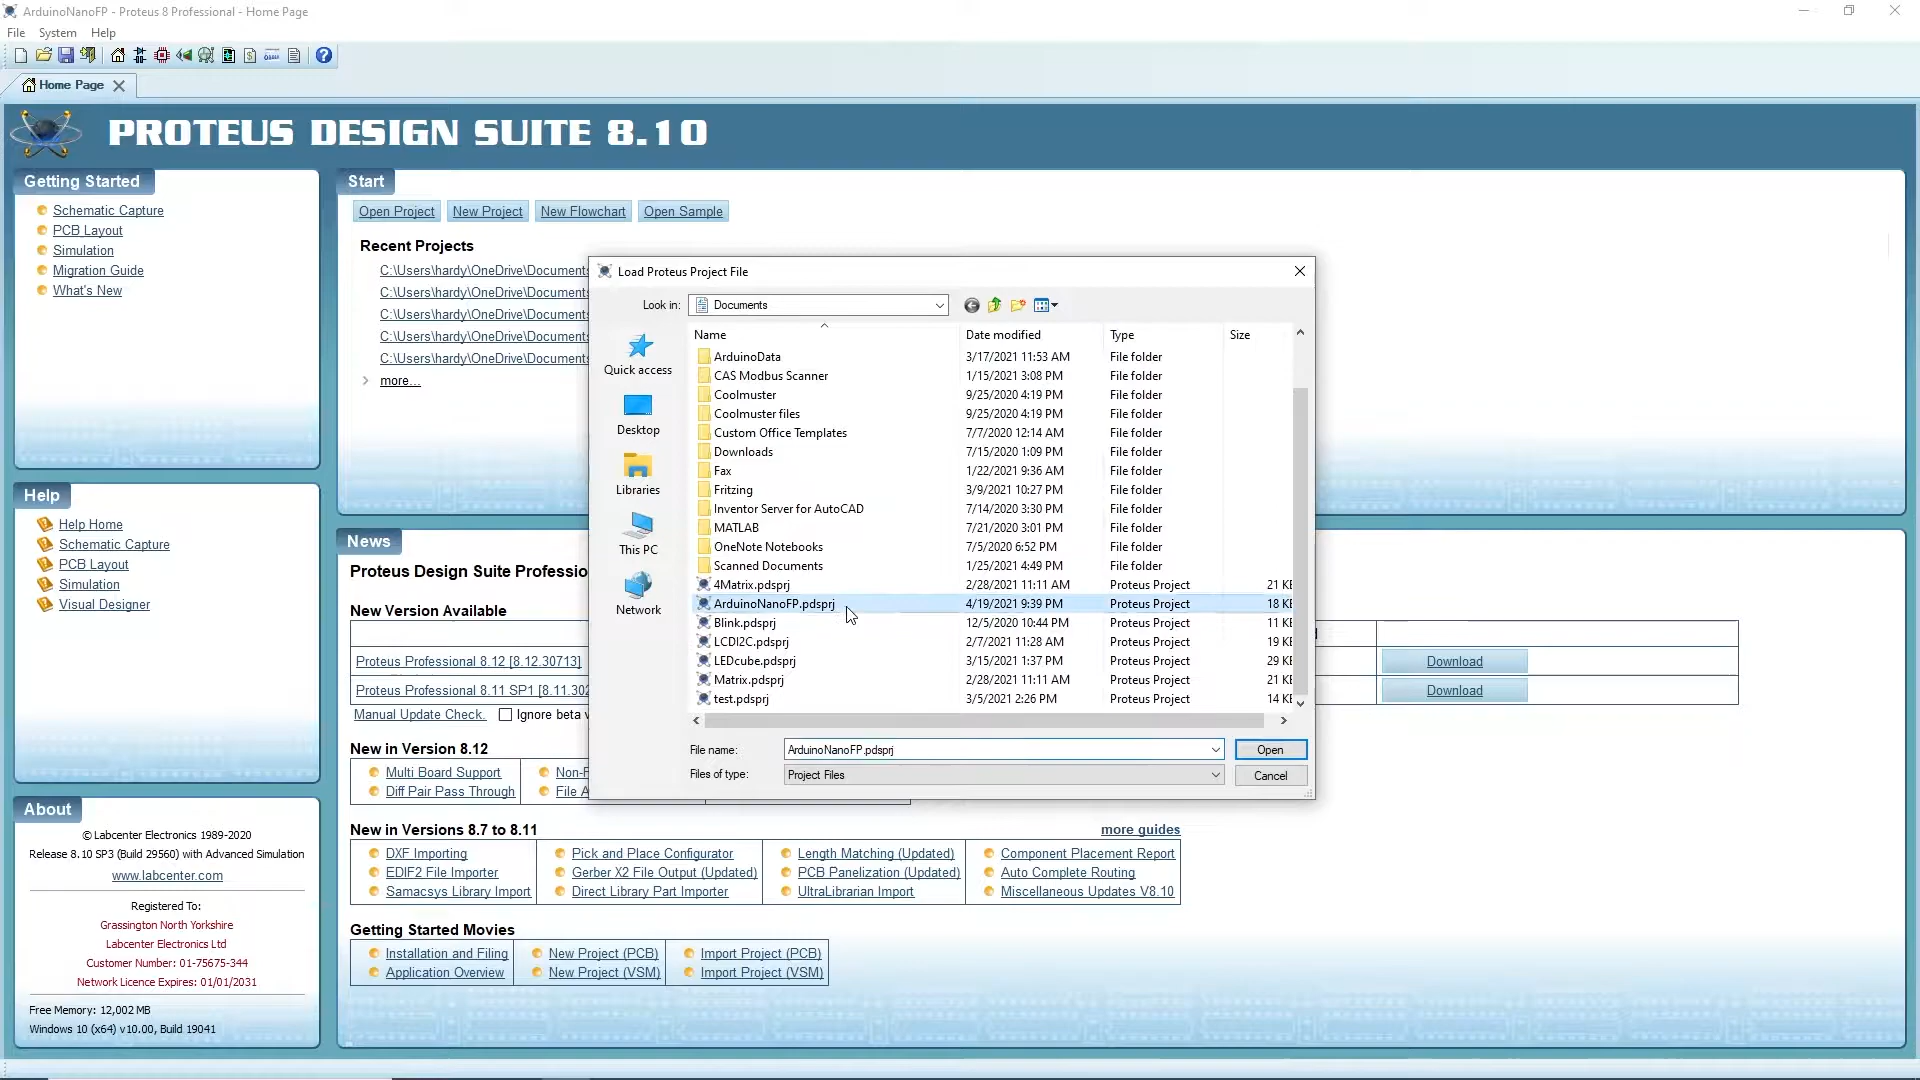 ArduinoNanoFP - Proteus 8 Professional - Home Page
File System Help
Home Page
PROTEUS DESIGN SUITE 8.10
Getting Started
Schematic Capture
PCB Layout
Simulation
Migration Guide
What's New
Start
Open Project New Project New Flowchart Open Sample
Recent Projects
C:\Users\hardy\OneDrive\Documents
C:\Users\hardy\OneDrive\Documents
C:\Users\hardy\OneDrive\Documents
C:\Users\hardy\OneDrive\Documents
C:\Users\hardy\OneDrive\Documents
more...
Load Proteus Project File
Look in: Documents
Quick access
Desktop
Libraries
This PC
Network
Name Date modified Type Size
ArduinoData 3/17/2021 11:53 AM File folder
CAS Modbus Scanner 1/15/2021 3:08 PM File folder
Coolmuster 9/25/2020 4:19 PM File folder
Coolmuster files 9/25/2020 4:19 PM File folder
Custom Office Templates 7/7/2020 12:14 AM File folder
Downloads 7/15/2020 1:09 PM File folder
Fax 1/22/2021 9:36 AM File folder
Fritzing 3/9/2021 10:27 PM File folder
Inventor Server for AutoCAD 7/14/2020 3:30 PM File folder
MATLAB 7/21/2020 3:01 PM File folder
OneNote Notebooks 7/5/2020 6:52 PM File folder
Scanned Documents 1/25/2021 4:49 PM File folder
4Matrix.pdsprj 2/28/2021 11:11 AM Proteus Project 21 KB
ArduinoNanoFP.pdsprj 4/19/2021 9:39 PM Proteus Project 18 KB
Blink.pdsprj 12/5/2020 10:44 PM Proteus Project 11 KB
LCDI2C.pdsprj 2/7/2021 11:28 AM Proteus Project 19 KB
LEDcube.pdsprj 3/15/2021 1:37 PM Proteus Project 29 KB
Matrix.pdsprj 2/28/2021 11:11 AM Proteus Project 21 KB
test.pdsprj 3/5/2021 2:26 PM Proteus Project 14 KB
File name: ArduinoNanoFP.pdsprj Open
Files of type: Project Files Cancel
Help
Help Home
Schematic Capture
PCB Layout
Simulation
Visual Designer
News
Proteus Design Suite Professio
New Version Available
Proteus Professional 8.12 [8.12.30713] Download
Proteus Professional 8.11 SP1 [8.11.302 Download
Manual Update Check. Ignore beta v
New in Version 8.12
Multi Board Support Non-F
Diff Pair Pass Through File A
New in Versions 8.7 to 8.11 more guides
DXF Importing Pick and Place Configurator Length Matching (Updated) Component Placement Report
EDIF2 File Importer Gerber X2 File Output (Updated) PCB Panelization (Updated) Auto Complete Routing
Samacsys Library Import Direct Library Part Importer UltraLibrarian Import Miscellaneous Updates V8.10
Getting Started Movies
Installation and Filing New Project (PCB) Import Project (PCB)
Application Overview New Project (VSM) Import Project (VSM)
About
© Labcenter Electronics 1989-2020
Release 8.10 SP3 (Build 29560) with Advanced Simulation
www.labcenter.com
Registered To:
Grassington North Yorkshire
Labcenter Electronics Ltd
Customer Number: 01-75675-344
Network Licence Expires: 01/01/2031
Free Memory: 12,002 MB
Windows 10 (x64) v10.00, Build 19041